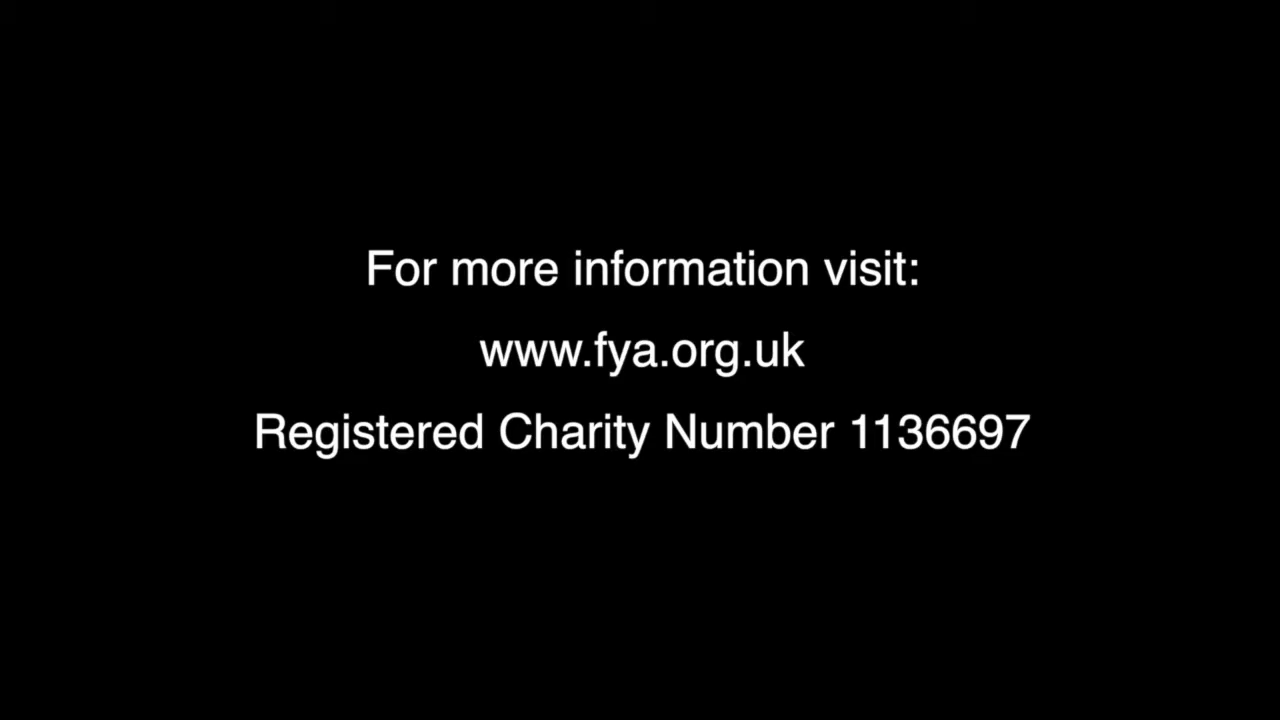 For more information visit:
www.fya.org.uk
Registered Charity Number 1136697